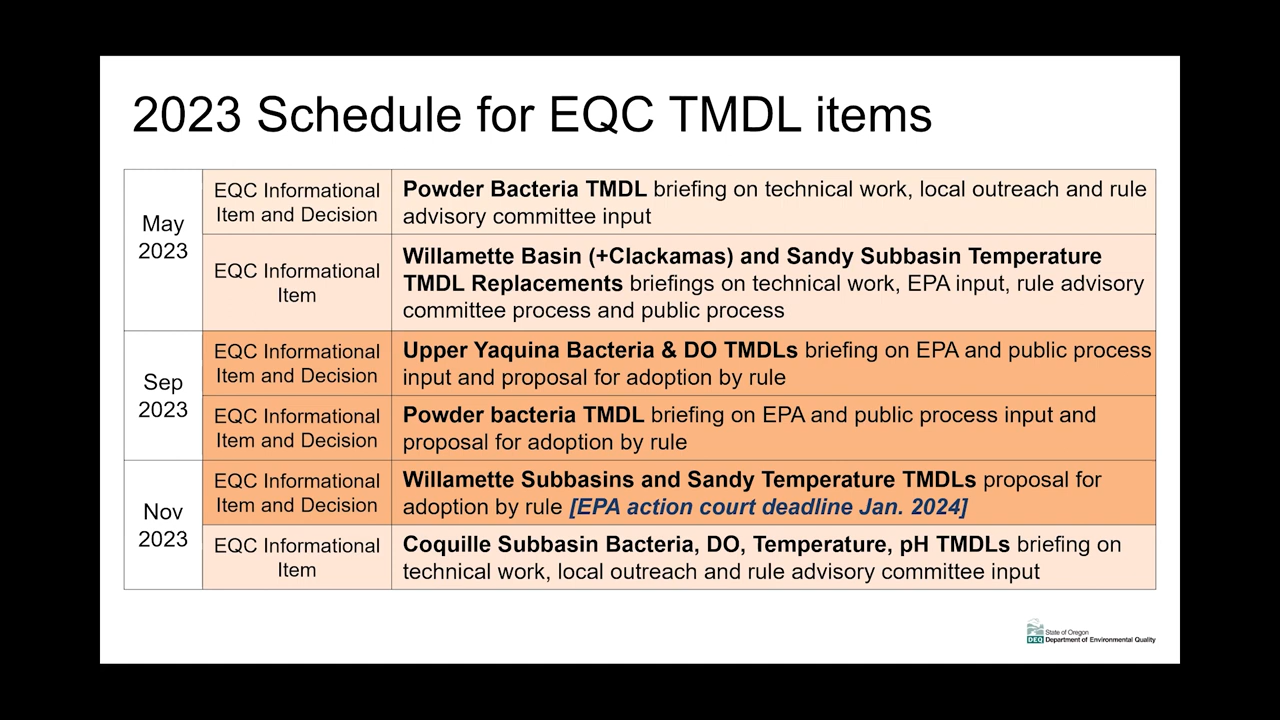 2023 Schedule for EQC TMDL items
May
2023
EQC Informational
Item and Decision
Powder Bacteria TMDL briefing on technical work, local outreach and rule
advisory committee input
EQC Informational
Item
Willamette Basin (+Clackamas) and Sandy Subbasin Temperature
TMDL Replacements briefings on technical work, EPA input, rule advisory
committee process and public process
Sep
2023
EQC Informational
Item and Decision
Upper Yaquina Bacteria & DO TMDLs briefing on EPA and public process
input and proposal for adoption by rule
EQC Informational
Item and Decision
Powder bacteria TMDL briefing on EPA and public process input and
proposal for adoption by rule
Nov
2023
EQC Informational
Item and Decision
Willamette Subbasins and Sandy Temperature TMDLs proposal for
adoption by rule [EPA action court deadline Jan. 2024]
EQC Informational
Item
Coquille Subbasin Bacteria, DO, Temperature, pH TMDLs briefing on
technical work, local outreach and rule advisory committee input
State of Oregon
DEQ Department of Environmental Quality